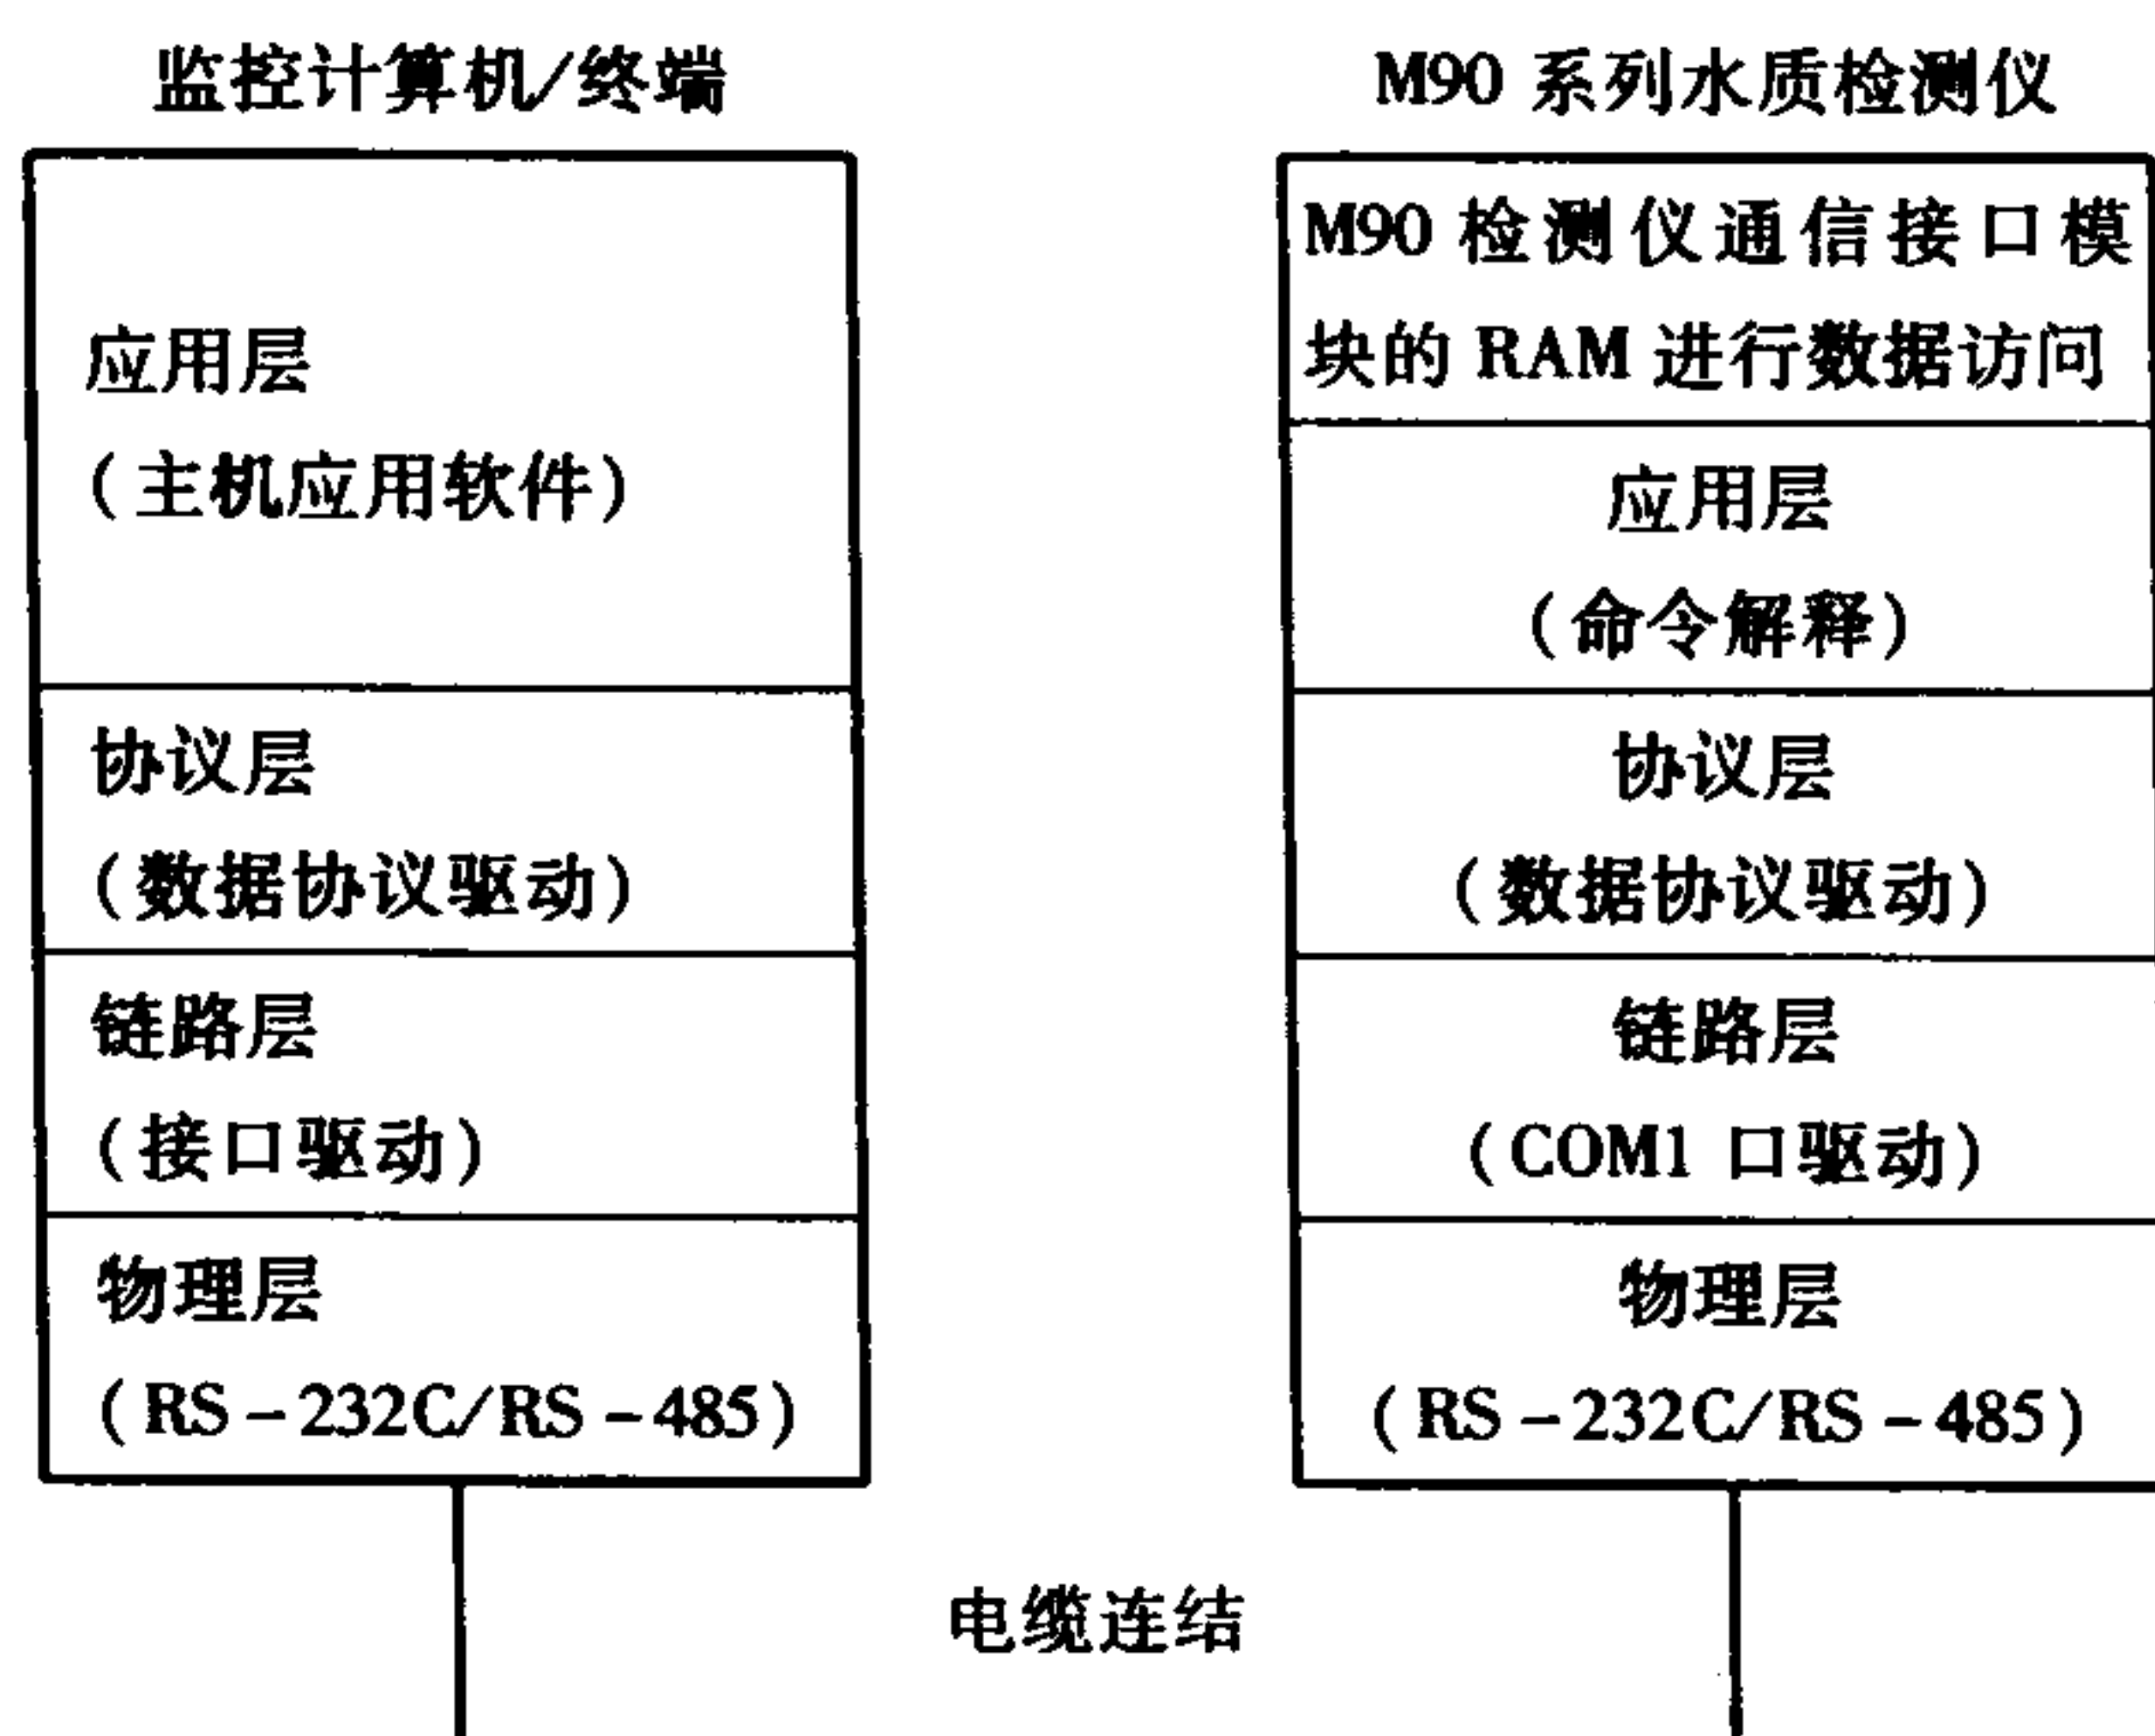 监控计算机/终端
应用层
(主机应用软件)
协议层
(数据协议驱动)
链路层
(接口驱动)
物理层
(RS-232C/RS-485)
M90 系列水质检测仪
M90 检测仪通信接口模
块的 RAM 进行数据访问
应用层
(命令解释)
协议层
(数据协议驱动)
链路层
(COM1 口驱动)
物理层
(RS-232C/RS-485)
电缆连结